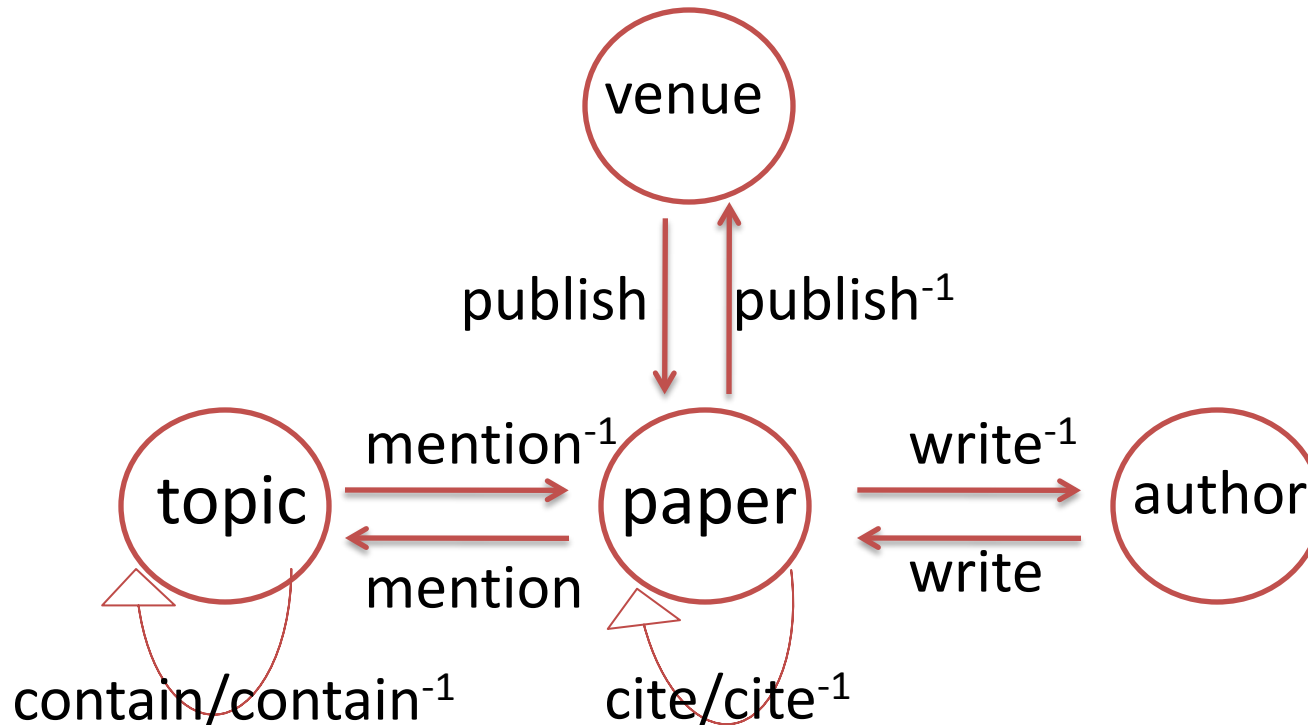 venue
publish
publish⁻¹
mention⁻¹
write⁻¹
topic
paper
author
mention
write
contain/contain⁻¹
cite/cite⁻¹